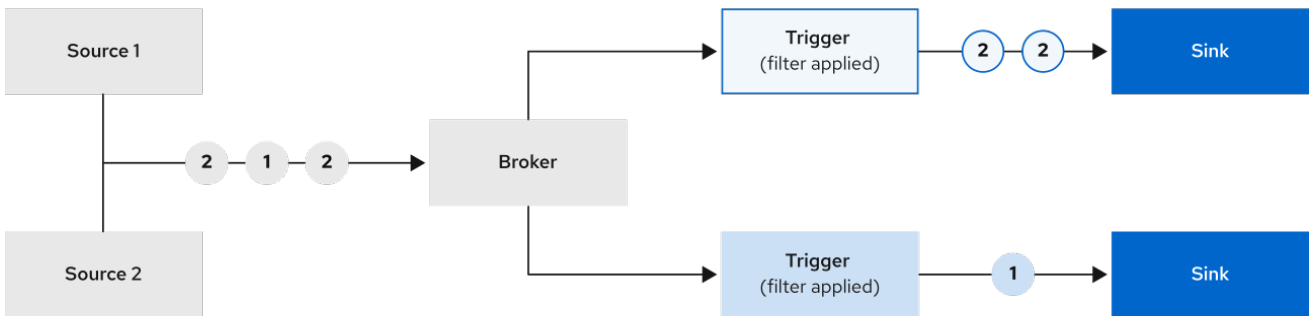 Source 1
Trigger
(filter applied)
2
2
Sink
2
1
2
Broker
Source 2
Trigger
(filter applied)
1
Sink